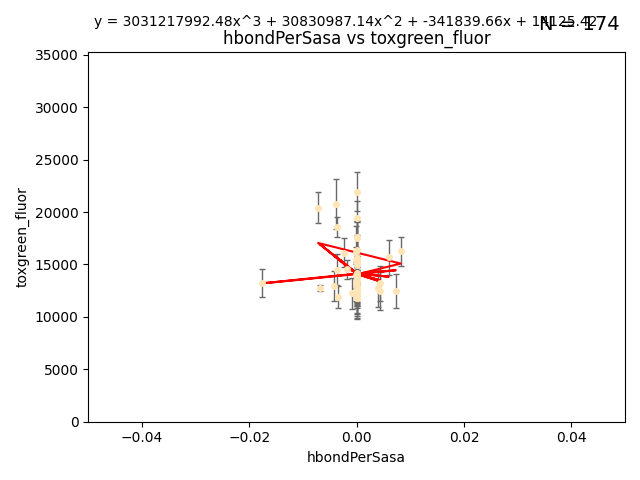 y = 3031217992.48x^3 + 30830987.14x^2 + -341839.66x +
N = 174
hbondPerSasa vs toxgreen_fluor
35000
30000
25000
20000
15000
10000
5000
0
toxgreen_fluor
−0.04
−0.02
0.00
0.02
0.04
hbondPerSasa